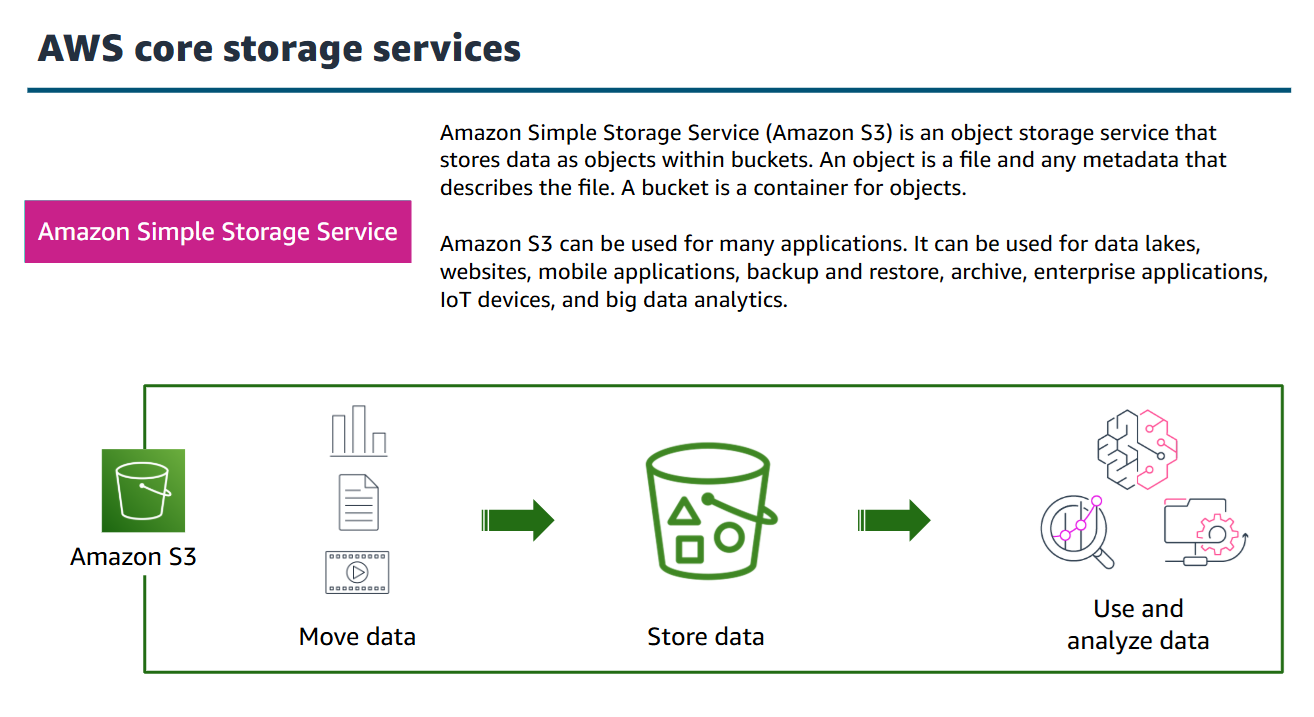 AWS core storage services
Amazon Simple Storage Service (Amazon S3) is an object storage service that
stores data as objects within buckets. An object is a file and any metadata that
describes the file. A bucket is a container for objects.
Amazon Simple Storage Service
Amazon S3 can be used for many applications. It can be used for data lakes,
websites, mobile applications, backup and restore, archive, enterprise applications,
IoT devices, and big data analytics.
Amazon S3
Move data
Store data
Use and
analyze data